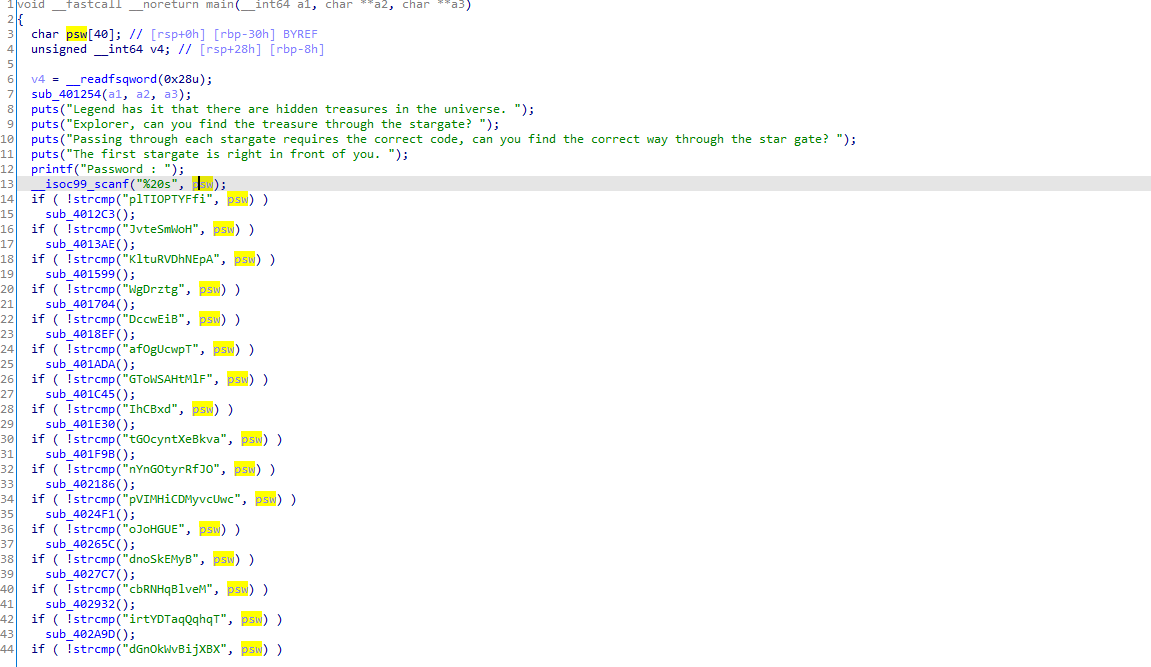 1 void __fastcall __noreturn main(__int64 a1, char **a2, char **a3)
2 {
3 char psw[40]; // [rsp+0h] [rbp-30h] BYREF
4 unsigned __int64 v4; // [rsp+28h] [rbp-8h]
5
6 v4 = __readfsqword(0x28u);
7 sub_401254(a1, a2, a3);
8 puts("Legend has it that there are hidden treasures in the universe. ");
9 puts("Explorer, can you find the treasure through the stargate? ");
10 puts("Passing through each stargate requires the correct code, can you find the correct way through the star gate? ");
11 puts("The first stargate is right in front of you. ");
12 printf("Password : ");
13 __isoc99_scanf("%20s", psw);
14 if ( !strcmp("plTIOPTYFfi", psw) )
15 sub_4012C3();
16 if ( !strcmp("JvteSmWoH", psw) )
17 sub_4013AE();
18 if ( !strcmp("KltuRVDhNEpA", psw) )
19 sub_401599();
20 if ( !strcmp("WgDrztg", psw) )
21 sub_401704();
22 if ( !strcmp("DccwEiB", psw) )
23 sub_4018EF();
24 if ( !strcmp("afOgUcwpT", psw) )
25 sub_401ADA();
26 if ( !strcmp("GToWSAHtMlF", psw) )
27 sub_401C45();
28 if ( !strcmp("IhCBxd", psw) )
29 sub_401E30();
30 if ( !strcmp("tGOcyntXeBkva", psw) )
31 sub_401F9B();
32 if ( !strcmp("nYnGOtyrRfJO", psw) )
33 sub_402186();
34 if ( !strcmp("pVIMHiCDMyvcUwc", psw) )
35 sub_4024F1();
36 if ( !strcmp("oJoHGUE", psw) )
37 sub_40265C();
38 if ( !strcmp("dnoSkEMyB", psw) )
39 sub_4027C7();
40 if ( !strcmp("cbRNHqBlveM", psw) )
41 sub_402932();
42 if ( !strcmp("irtYDTaqQqhqT", psw) )
43 sub_402A9D();
44 if ( !strcmp("dGnOkWvBijXBX", psw) )